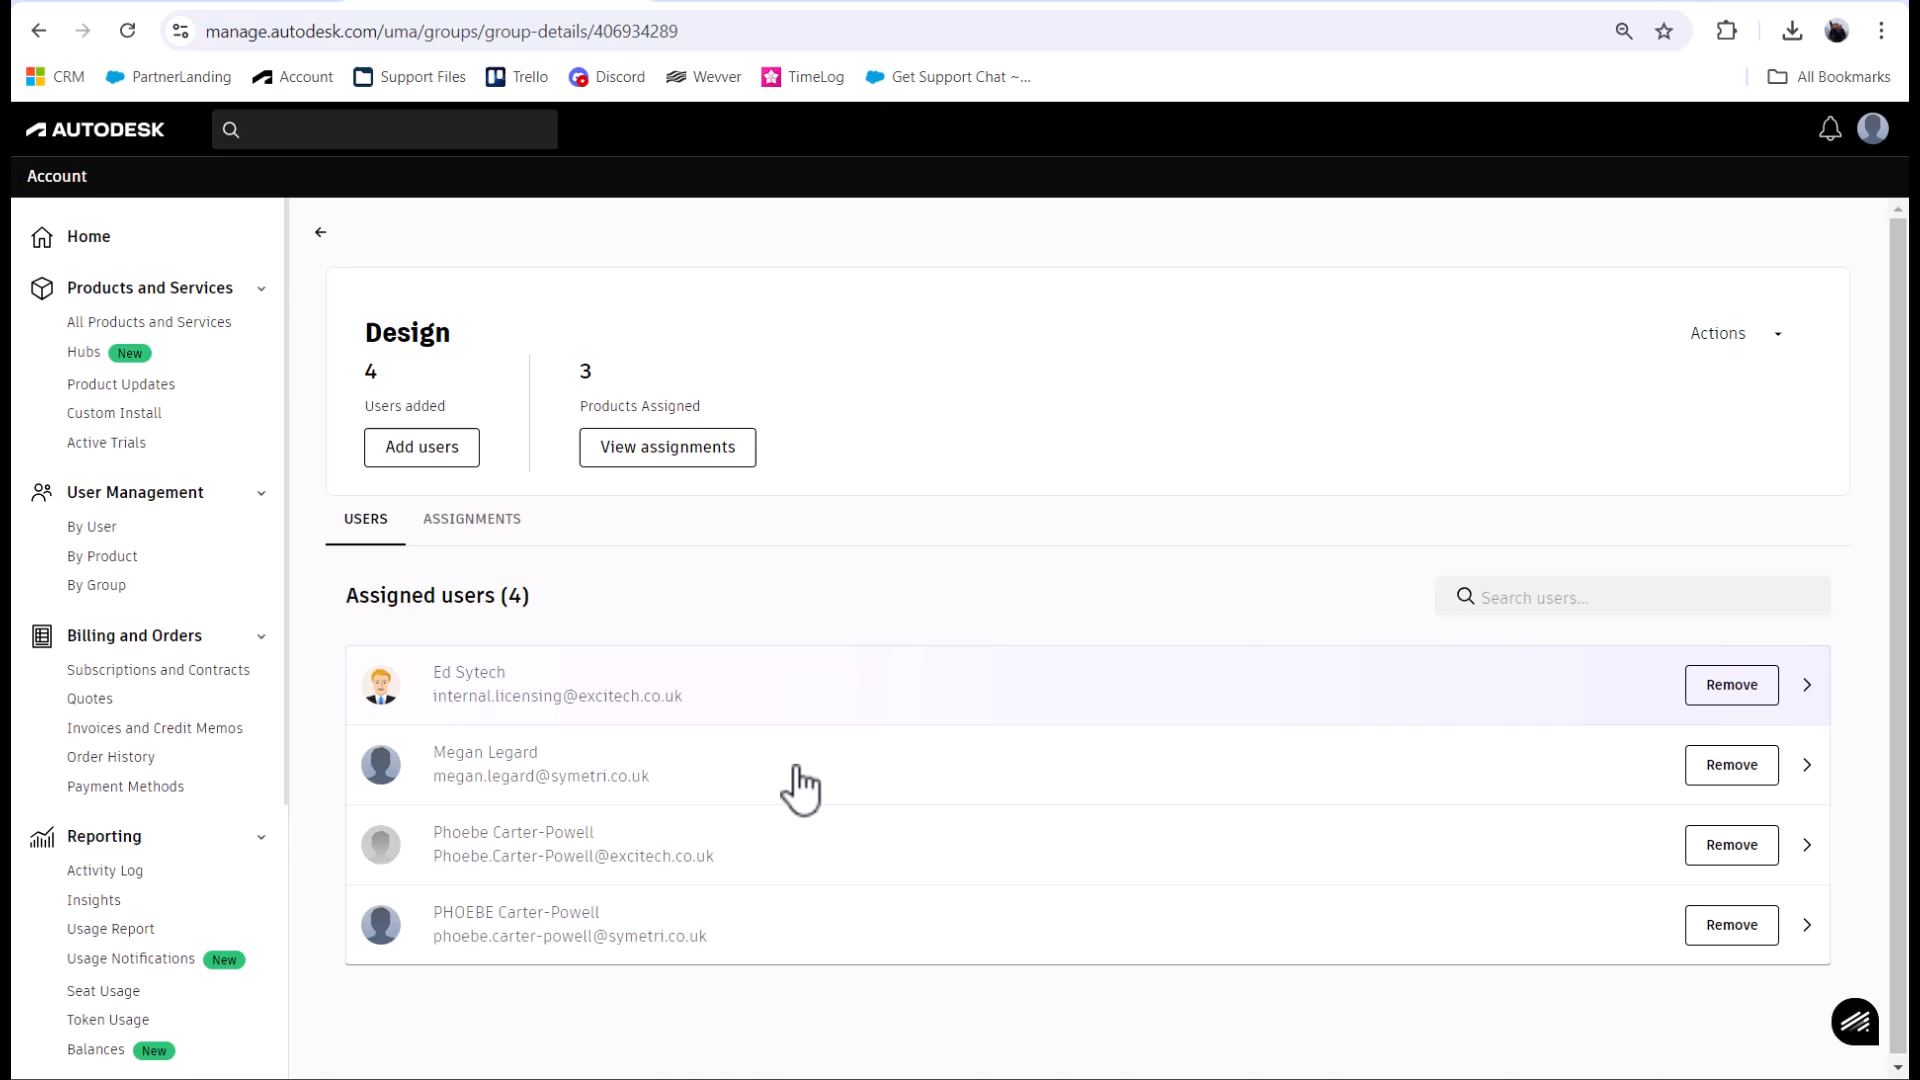 manage.autodesk.com/uma/groups/group-details/406934289
CRM PartnerLanding Account Support Files Trello Discord Wevver TimeLog Get Support Chat ~... All Bookmarks
AUTODESK
Account
Home
Products and Services
All Products and Services
Hubs New
Product Updates
Custom Install
Active Trials
User Management
By User
By Product
By Group
Billing and Orders
Subscriptions and Contracts
Quotes
Invoices and Credit Memos
Order History
Payment Methods
Reporting
Activity Log
Insights
Usage Report
Usage Notifications New
Seat Usage
Token Usage
Balances New
Design
Actions
4
Users added
Add users
3
Products Assigned
View assignments
USERS ASSIGNMENTS
Assigned users (4)
Search users...
Ed Sytech
internal.licensing@excitech.co.uk
Remove
Megan Legard
megan.legard@symetri.co.uk
Remove
Phoebe Carter-Powell
Phoebe.Carter-Powell@excitech.co.uk
Remove
PHOEBE Carter-Powell
phoebe.carter-powell@symetri.co.uk
Remove